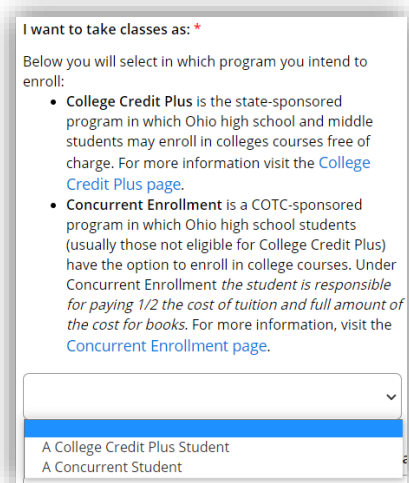 I want to take classes as: *
Below you will select in which program you intend to
enroll:
• College Credit Plus is the state-sponsored
program in which Ohio high school and middle
students may enroll in colleges courses free of
charge. For more information visit the College
Credit Plus page.
• Concurrent Enrollment is a COTC-sponsored
program in which Ohio high school students
(usually those not eligible for College Credit Plus)
have the option to enroll in college courses. Under
Concurrent Enrollment the student is responsible
for paying 1/2 the cost of tuition and full amount of
the cost for books. For more information, visit the
Concurrent Enrollment page.
A College Credit Plus Student
A Concurrent Student